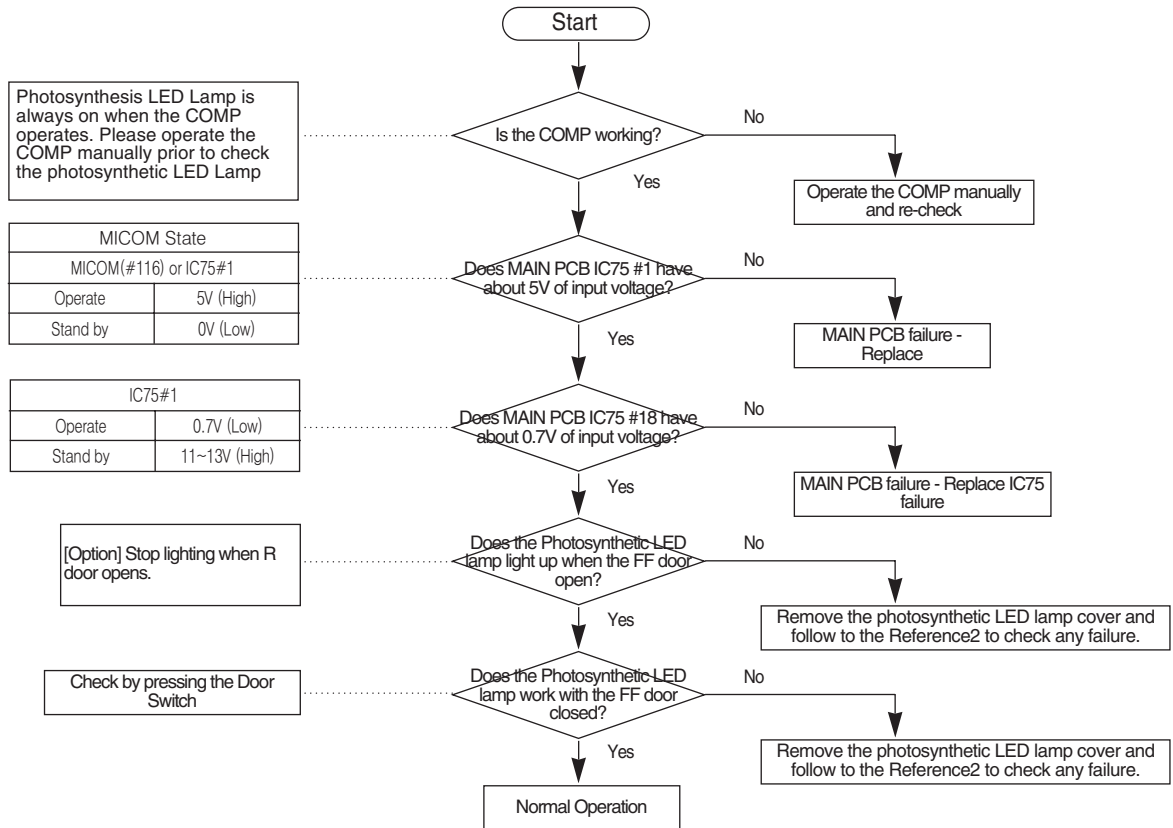 Start
Photosynthesis LED Lamp is
always on when the COMP
operates. Please operate the
COMP manually prior to check
the photosynthetic LED Lamp
Is the COMP working?
No
Yes
Operate the COMP manually
and re-check
MICOM State
MICOM(#116) or IC75#1
Operate 5V (High)
Stand by 0V (Low)
Does MAIN PCB IC75 #1 have
about 5V of input voltage?
No
Yes
MAIN PCB failure -
Replace
IC75#1
Operate 0.7V (Low)
Stand by 11~13V (High)
Does MAIN PCB IC75 #18 have
about 0.7V of input voltage?
No
Yes
MAIN PCB failure - Replace IC75
failure
[Option] Stop lighting when R
door opens.
Does the Photosynthetic LED
lamp light up when the FF door
open?
No
Yes
Remove the photosynthetic LED lamp cover and
follow to the Reference2 to check any failure.
Check by pressing the Door
Switch
Does the Photosynthetic LED
lamp work with the FF door
closed?
No
Yes
Remove the photosynthetic LED lamp cover and
follow to the Reference2 to check any failure.
Normal Operation